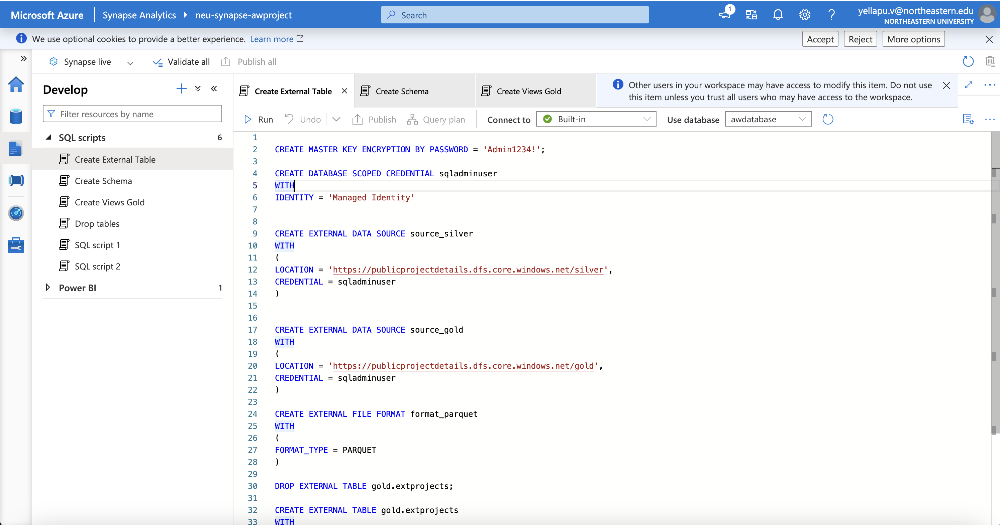 Microsoft Azure
Synapse Analytics
neu-synapse-awproject
Search
1
yellapu.v@northeastern.edu
NORTHEASTERN UNIVERSITY
We use optional cookies to provide a better experience. Learn more
Accept
Reject
More options
Synapse live
Validate all
Publish all
Develop
Filter resources by name
SQL scripts 6
Create External Table
Create Schema
Create Views Gold
Drop tables
SQL script 1
SQL script 2
Power BI 1
Create External Table
Create Schema
Create Views Gold
Other users in your workspace may have access to modify this item. Do not use
this item unless you trust all users who may have access to the workspace.
Run
Undo
Publish
Query plan
Connect to
Built-in
Use database
awdatabase
1
2 CREATE MASTER KEY ENCRYPTION BY PASSWORD = 'Admin1234!';
3
4 CREATE DATABASE SCOPED CREDENTIAL sqladminuser
5 WITH
6 IDENTITY = 'Managed Identity'
7
8
9 CREATE EXTERNAL DATA SOURCE source_silver
10 WITH
11 (
12 LOCATION = 'https://publicprojectdetails.dfs.core.windows.net/silver',
13 CREDENTIAL = sqladminuser
14 )
15
16
17 CREATE EXTERNAL DATA SOURCE source_gold
18 WITH
19 (
20 LOCATION = 'https://publicprojectdetails.dfs.core.windows.net/gold',
21 CREDENTIAL = sqladminuser
22 )
23
24 CREATE EXTERNAL FILE FORMAT format_parquet
25 WITH
26 (
27 FORMAT_TYPE = PARQUET
28 )
29
30 DROP EXTERNAL TABLE gold.extprojects;
31
32 CREATE EXTERNAL TABLE gold.extprojects
33 WITH